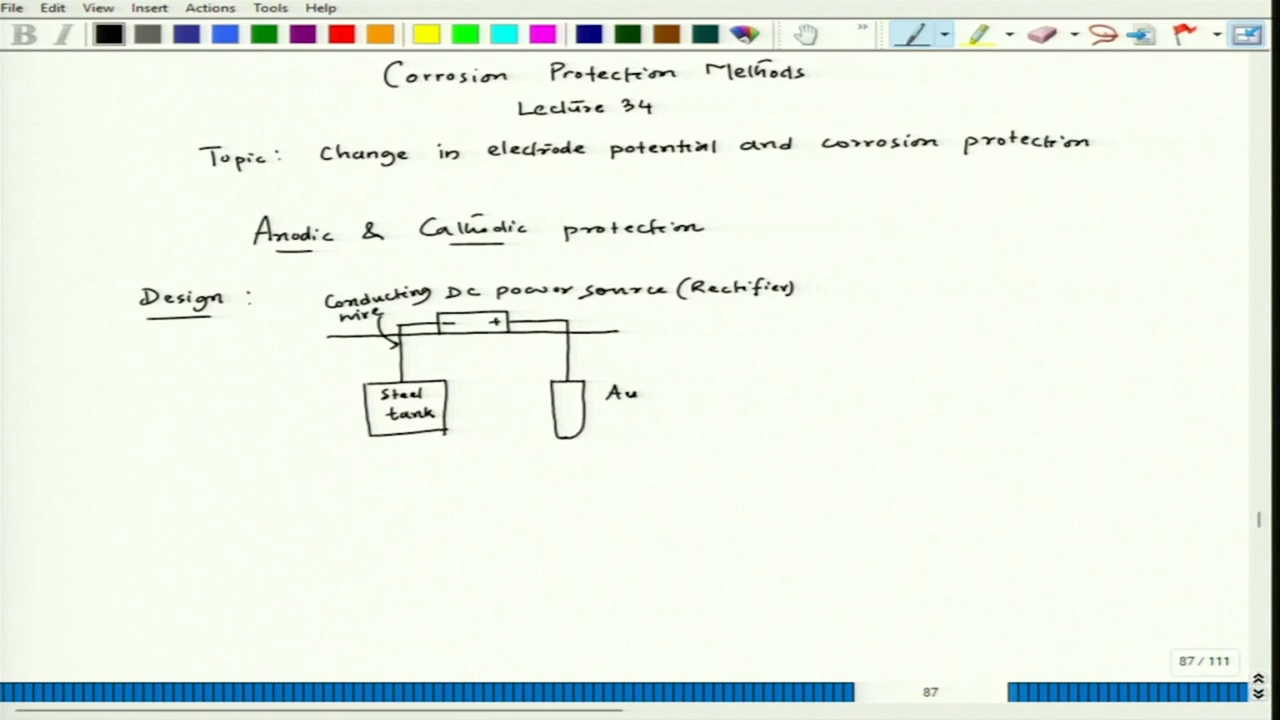 File Edit View Insert Actions Tools Help
B I
Corrosion Protection Methods
Lecture 34
Topic: Change in electrode potential and corrosion protection
Anodic & Cathodic protection
Design :
Conducting DC power source (Rectifier)
wire
- +
Steel
tank
Au
87 / 111
87